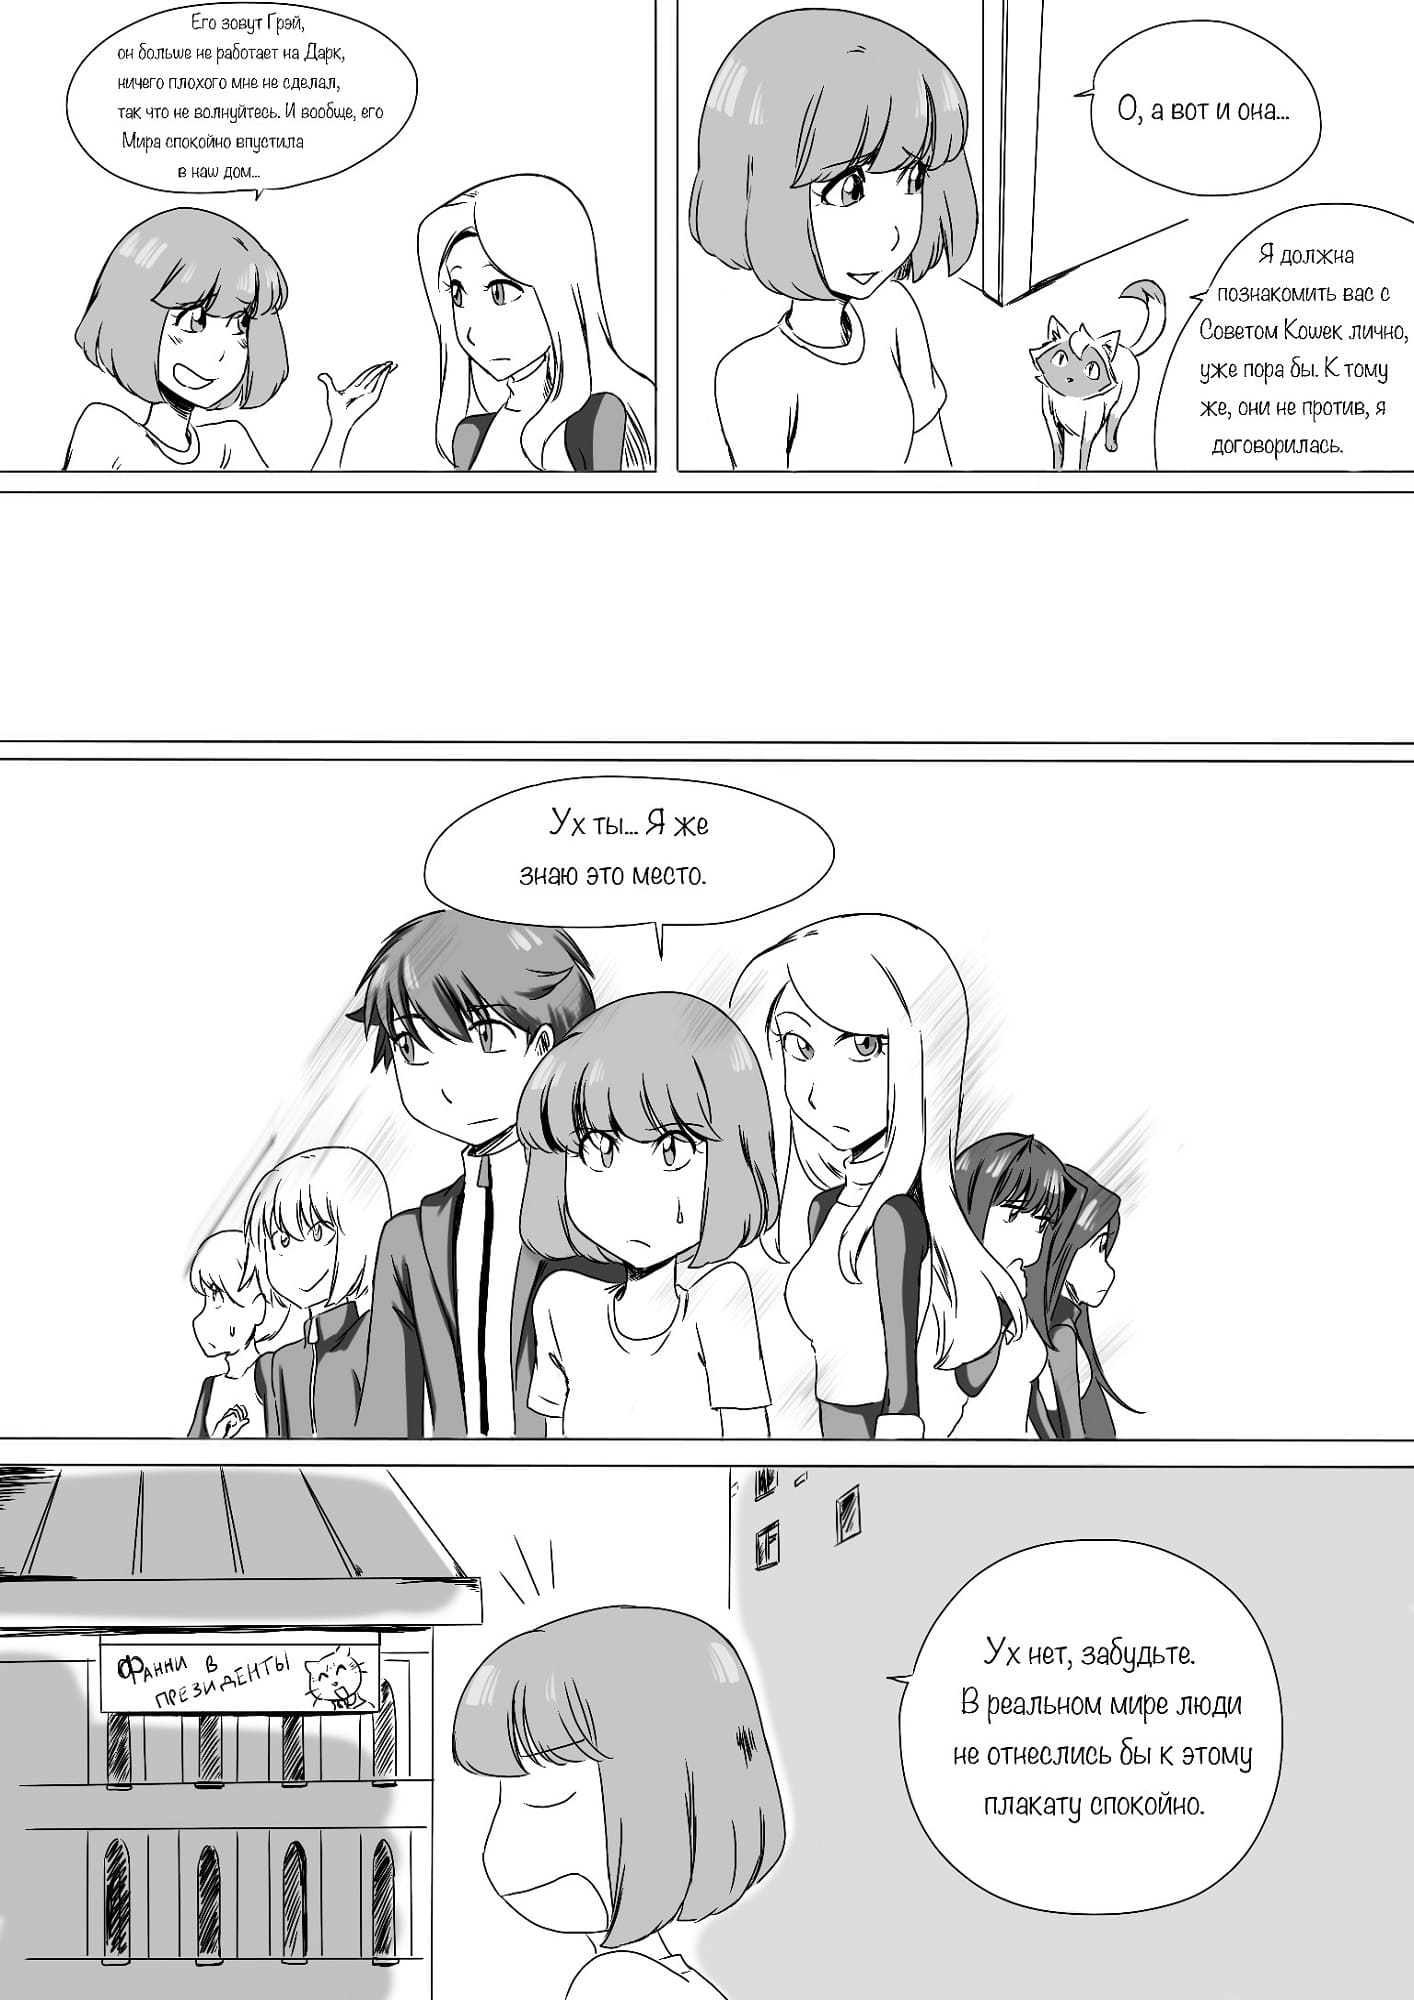 Его зовут Грэй,
он больше не работает на Дарк,
ничего плохого мне не сделал,
так что не волнуйтесь. И вообще, его
Мира спокойно впустила
в наш дом...
О, а вот и она...
Я должна
познакомить вас с
Советом Кошек лично,
уже пора бы. К тому
же, они не против, я
договорилась.
Ух ты... Я же
знаю это место.
Фанни в
президенты
Ух нет, забудьте.
В реальном мире люди
не отнеслись бы к этому
плакату спокойно.